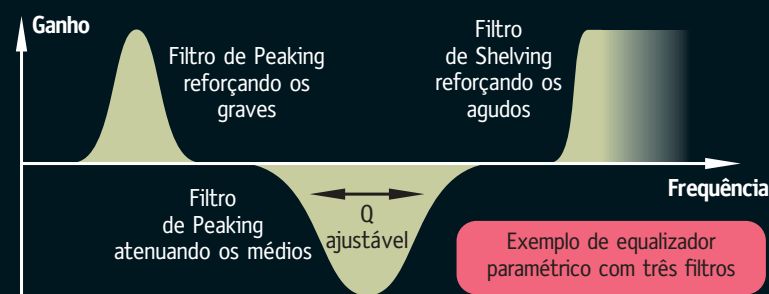 Ganho
Filtro de Peaking
reforçando os
graves
Filtro
de Shelving
reforçando os
agudos
Frequência
Filtro
de Peaking
atenuando os médios
Q
ajustável
Exemplo de equalizador
paramétrico com três filtros